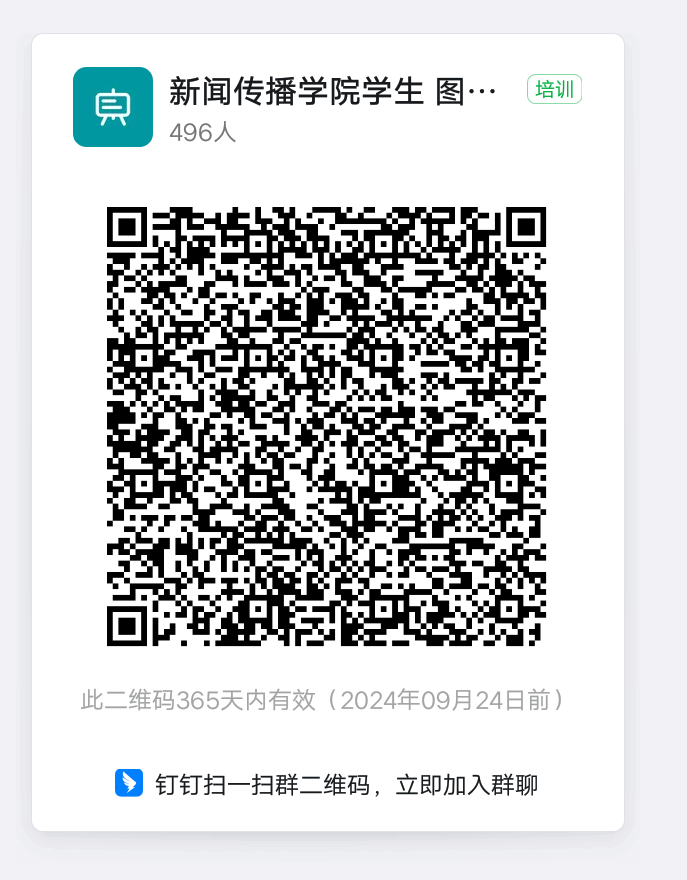 新闻传播学院学生 图…
培训
496人
此二维码365天内有效（2024年09月24日前）
钉钉扫一扫群二维码，立即加入群聊